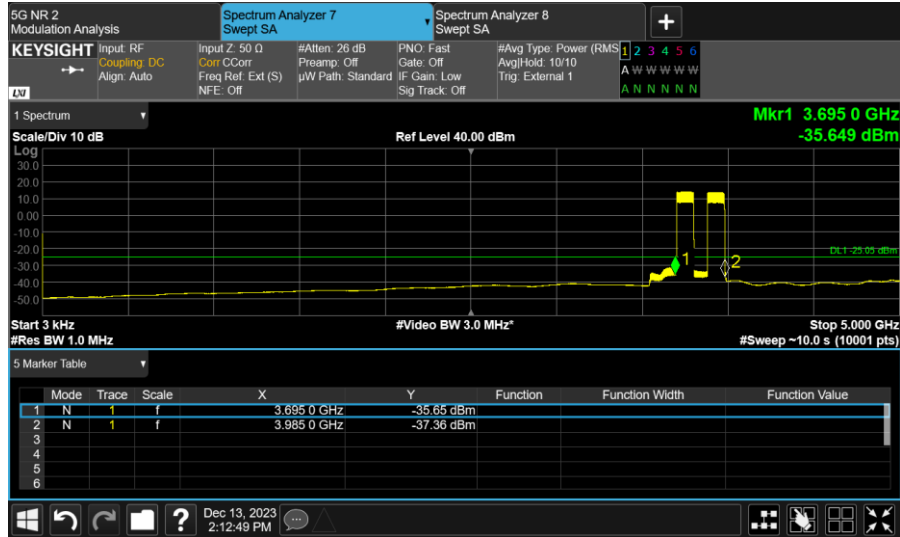 5G NR 2
Modulation Analysis
Spectrum Analyzer 7
Swept SA
Spectrum Analyzer 8
Swept SA
KEYSIGHT
LXI
Input: RF
Coupling: DC
Align: Auto
Input Z: 50 Ω
Corr CCorr
Freq Ref: Ext (S)
NFE: Off
#Atten: 26 dB
Preamp: Off
µW Path: Standard
PNO: Fast
Gate: Off
IF Gain: Low
Sig Track: Off
#Avg Type: Power (RMS
Avg|Hold: 10/10
Trig: External 1
1 2 3 4 5 6
A W W W W W
A N N N N N
1 Spectrum
Mkr1 3.695 0 GHz
-35.649 dBm
Scale/Div 10 dB
Ref Level 40.00 dBm
Log
30.0
20.0
10.0
0.00
-10.0
-20.0
-30.0
-40.0
-50.0
DL1 -25.05 dBm
1
2
Start 3 kHz
#Video BW 3.0 MHz*
Stop 5.000 GHz
#Res BW 1.0 MHz
#Sweep ~10.0 s (10001 pts)
5 Marker Table
Mode Trace Scale X Y Function Function Width Function Value
1 N 1 f 3.695 0 GHz -35.65 dBm
2 N 1 f 3.985 0 GHz -37.36 dBm
3
4
5
6
?
Dec 13, 2023
2:12:49 PM